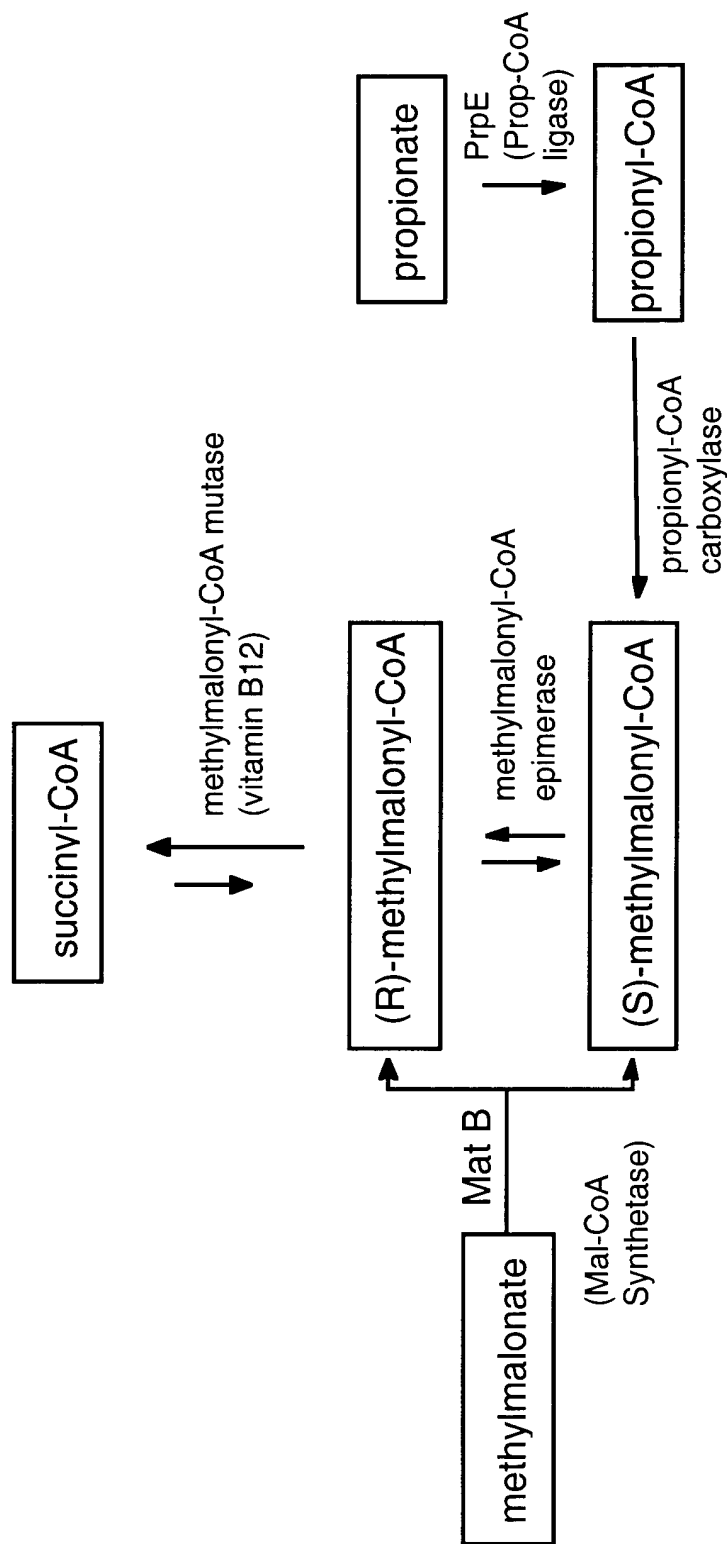 succinyl-CoA
methylmalonyl-CoA mutase
(vitamin B12)
(R)-methylmalonyl-CoA
propionate
PrpE
(Prop-CoA
ligase)
methylmalonyl-CoA
epimerase
methylmalonate
Mat B
(Mal-CoA
Synthetase)
(S)-methylmalonyl-CoA
propionyl-CoA
carboxylase
propionyl-CoA